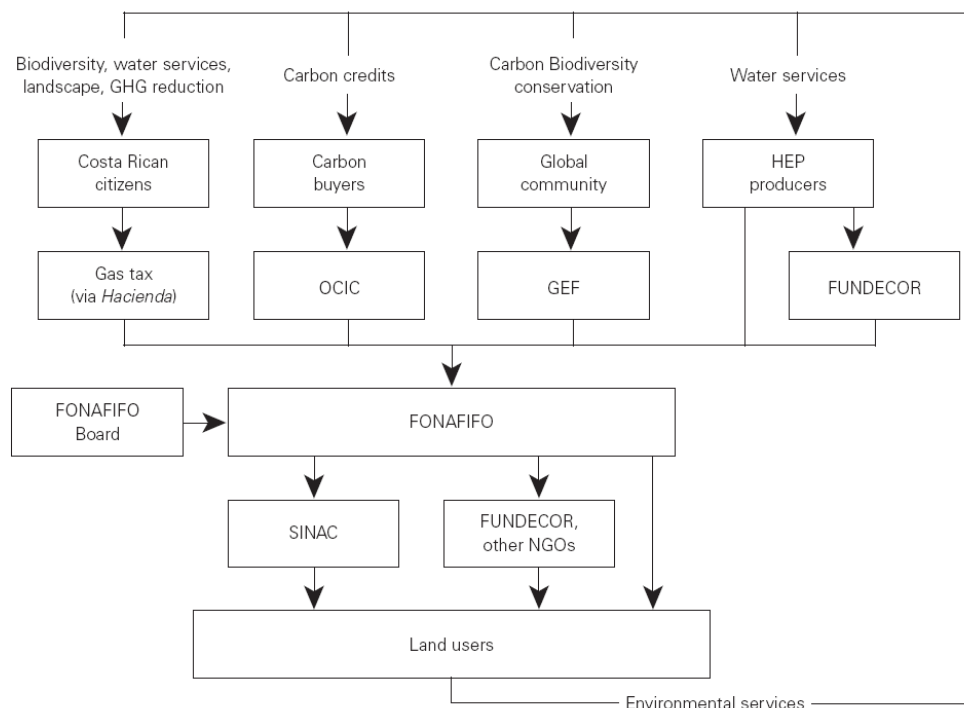 Biodiversity, water services,
landscape, GHG reduction
Carbon credits
Carbon Biodiversity
conservation
Water services
Costa Rican
citizens
Carbon
buyers
Global
community
HEP
producers
Gas tax
(via Hacienda)
OCIC
GEF
FUNDECOR
FONAFIFO
Board
FONAFIFO
SINAC
FUNDECOR,
other NGOs
Land users
Environmental services